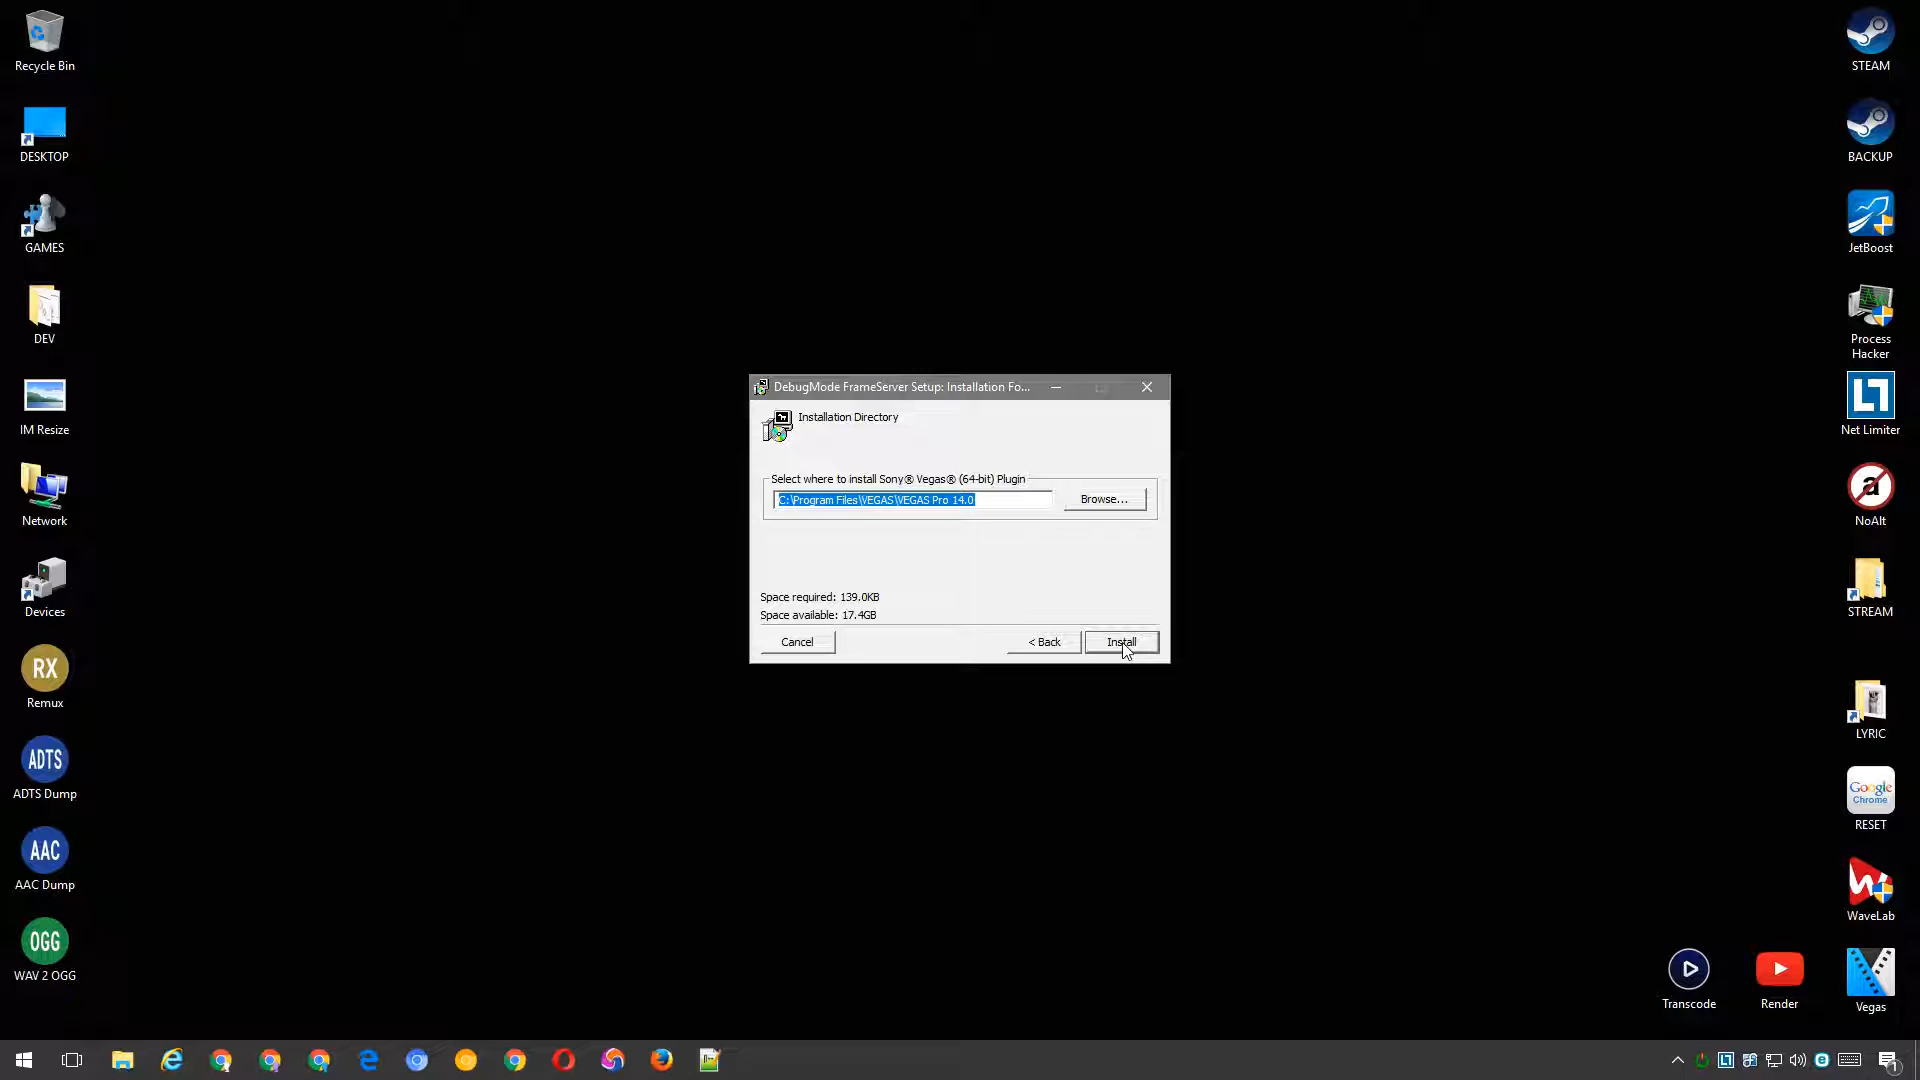 Recycle Bin
DESKTOP
GAMES
DEV
IM Resize
Network
Devices
RX
Remux
ADTS
ADTS Dump
AAC
AAC Dump
OGG
WAV 2 OGG
DebugMode FrameServer Setup: Installation Fo...
Installation Directory
Select where to install Sony® Vegas® (64-bit) Plugin
C:\Program Files\VEGAS\VEGAS Pro 14.0
Browse...
Space required: 139.0KB
Space available: 17.4GB
Cancel
< Back
Install
STEAM
BACKUP
JetBoost
Process
Hacker
Net Limiter
a
NoAlt
STREAM
LYRIC
Google
Chrome
RESET
WaveLab
Transcode
Render
Vegas
1